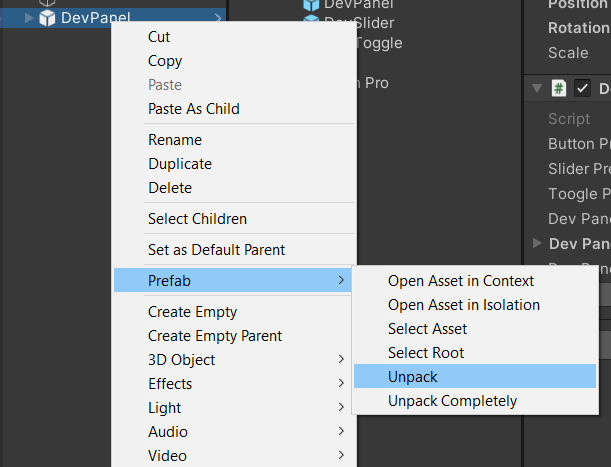 DevPanel
Cut
Copy
Paste
Paste As Child
Rename
Duplicate
Delete
Select Children
Set as Default Parent
Prefab
Create Empty
Create Empty Parent
3D Object
Effects
Light
Audio
Video
Open Asset in Context
Open Asset in Isolation
Select Asset
Select Root
Unpack
Unpack Completely
DevPanel
DevSlider
Toggle
Pro
Position
Rotation
Scale
Script
Button Pr
Slider Pre
Toogle P
Dev Pane
Dev Pan